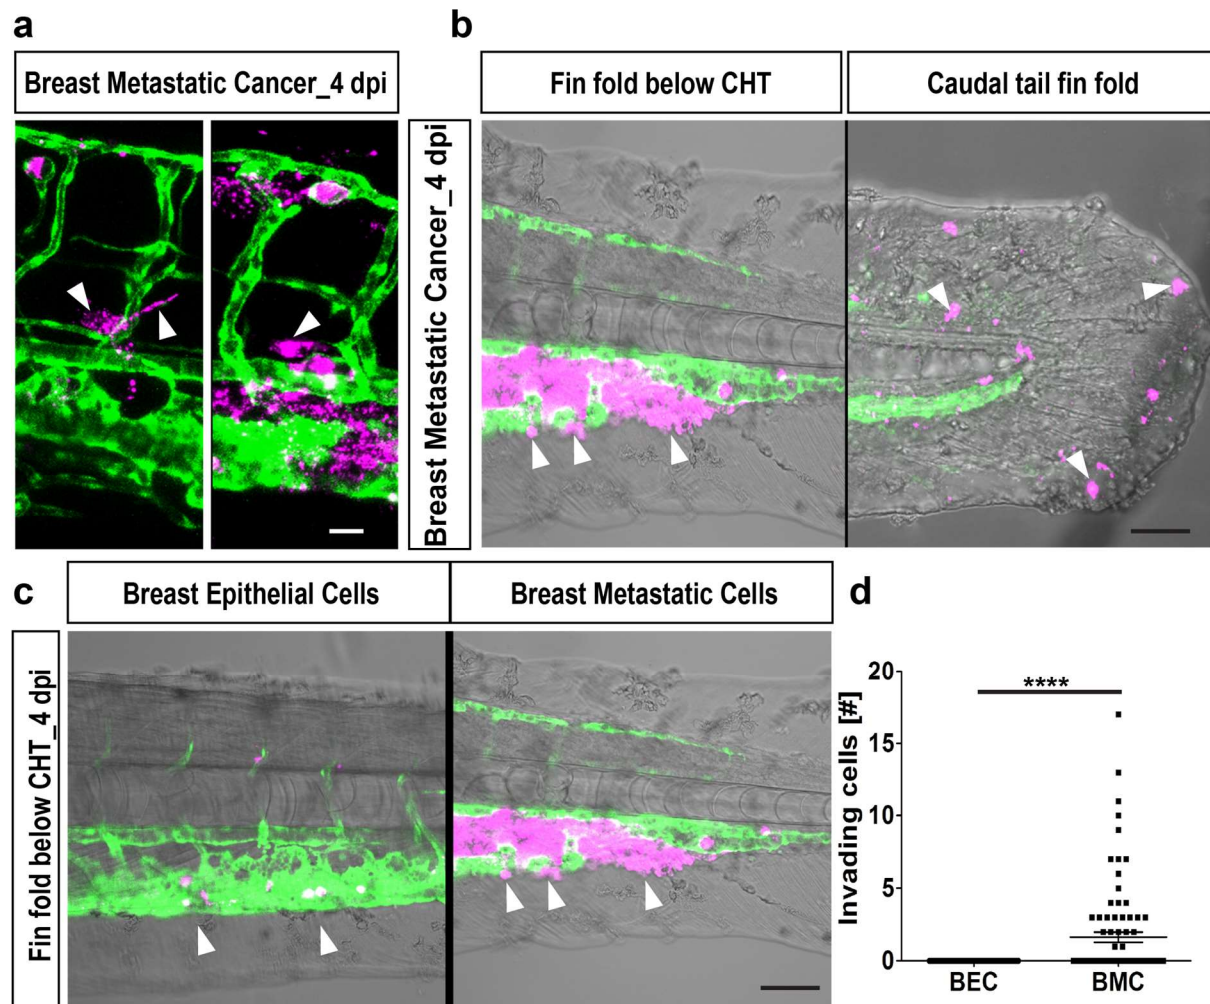 a
Breast Metastatic Cancer_4 dpi
b
Breast Metastatic Cancer_4 dpi
Fin fold below CHT
Caudal tail fin fold
c
Fin fold below CHT_4 dpi
Breast Epithelial Cells
Breast Metastatic Cells
d
Invading cells [#]
20
15
10
5
0
****
BEC
BMC